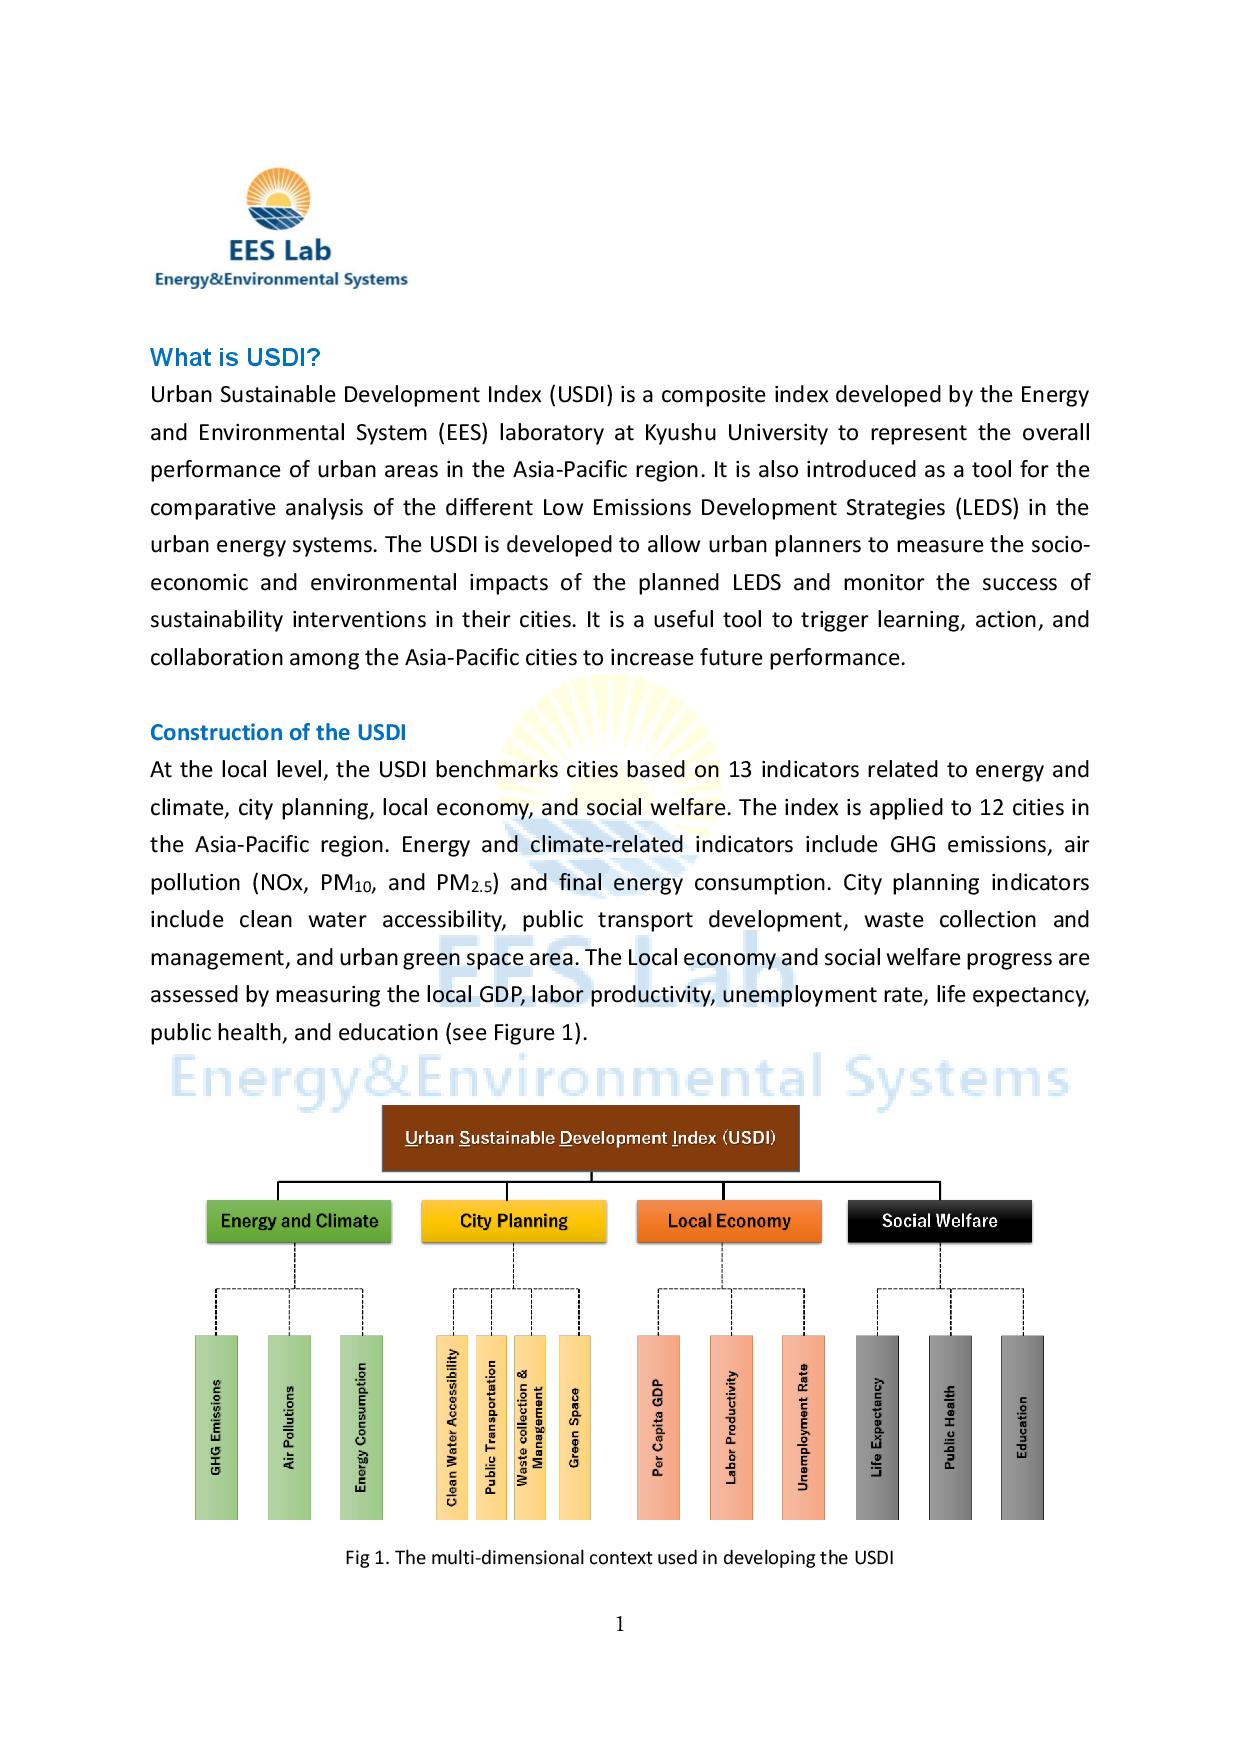 EES Lab
Energy&Environmental Systems
What is USDI?
Urban Sustainable Development Index (USDI) is a composite index developed by the Energy
and Environmental System (EES) laboratory at Kyushu University to represent the overall
performance of urban areas in the Asia-Pacific region. It is also introduced as a tool for the
comparative analysis of the different Low Emissions Development Strategies (LEDS) in the
urban energy systems. The USDI is developed to allow urban planners to measure the socio-
economic and environmental impacts of the planned LEDS and monitor the success of
sustainability interventions in their cities. It is a useful tool to trigger learning, action, and
collaboration among the Asia-Pacific cities to increase future performance.
Construction of the USDI
At the local level, the USDI benchmarks cities based on 13 indicators related to energy and
climate, city planning, local economy, and social welfare. The index is applied to 12 cities in
the Asia-Pacific region. Energy and climate-related indicators include GHG emissions, air
pollution (NOx, PM10, and PM2.5) and final energy consumption. City planning indicators
include clean water accessibility, public transport development, waste collection and
management, and urban green space area. The Local economy and social welfare progress are
assessed by measuring the local GDP, labor productivity, unemployment rate, life expectancy,
public health, and education (see Figure 1).
EES Lab
Energy&Environmental Systems
Urban Sustainable Development Index (USDI)
Energy and Climate
City Planning
Local Economy
Social Welfare
GHG Emissions
Air Pollutions
Energy Consumption
Clean Water Accessibility
Public Transportation
Waste collection &
Management
Green Space
Per Capita GDP
Labor Productivity
Unemployment Rate
Life Expectancy
Public Health
Education
Fig 1. The multi-dimensional context used in developing the USDI
1